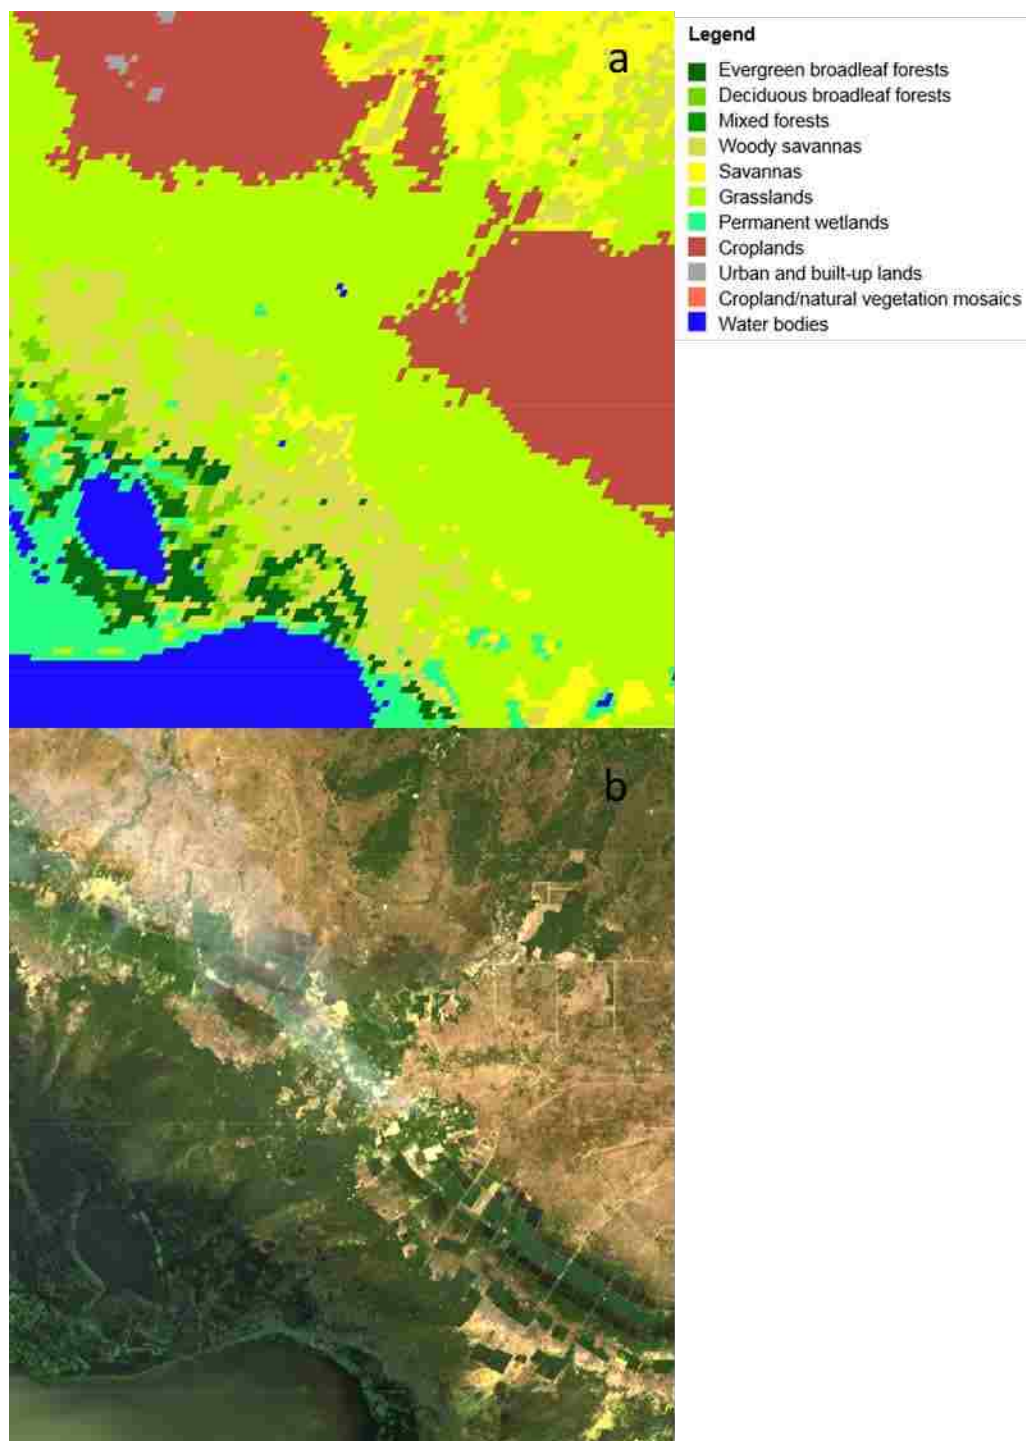 a
Legend
Evergreen broadleaf forests
Deciduous broadleaf forests
Mixed forests
Woody savannas
Savannas
Grasslands
Permanent wetlands
Croplands
Urban and built-up lands
Cropland/natural vegetation mosaics
Water bodies
b